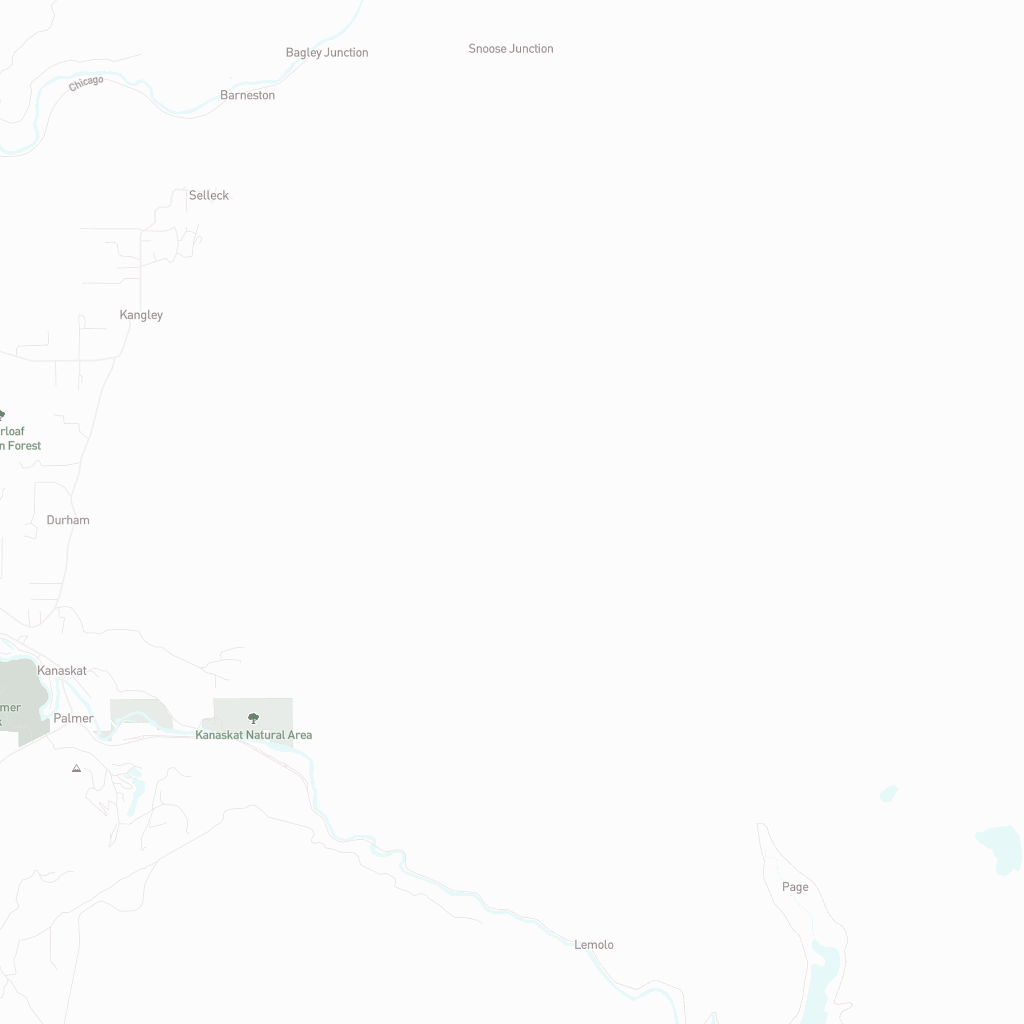 Snoose Junction
Bagley Junction
Chicago
Barneston
Selleck
Kangley
rloaf
n Forest
Durham
Kanaskat
mer
k
Palmer
Kanaskat Natural Area
Page
Lemolo